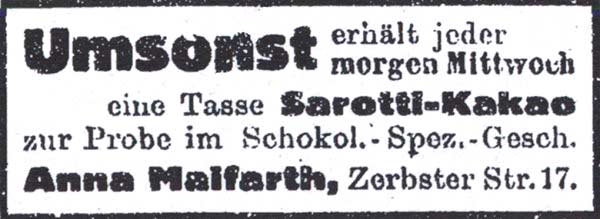 Umsonst erhält jeder
morgen Mittwoch
eine Tasse Sarotti-Kakao
zur Probe im Schokol.-Spez.-Gesch.
Anna Malfarth, Zerbster Str. 17.